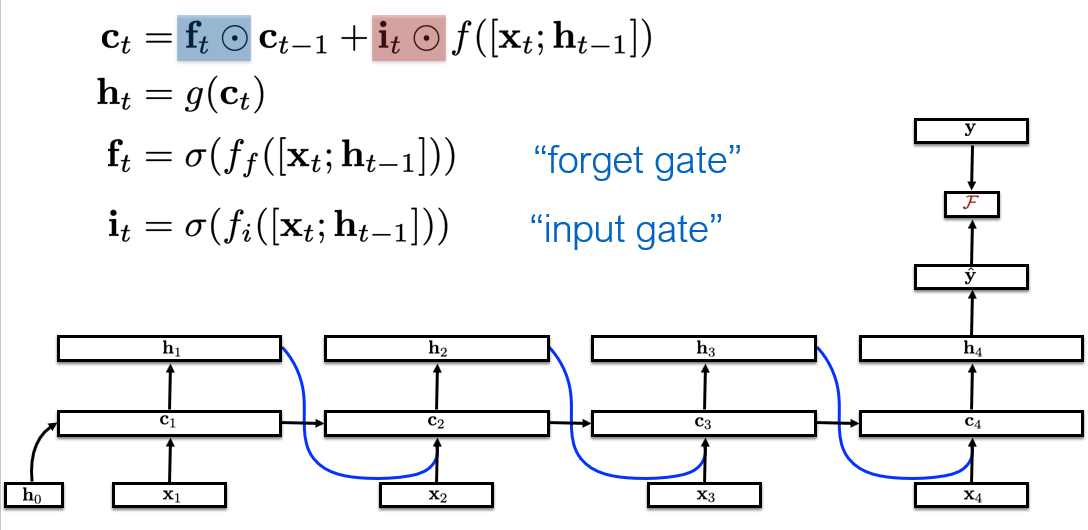 c_t = f_t ⊙ c_{t−1} + i_t ⊙ f([x_t; h_{t−1}])
h_t = g(c_t)
f_t = σ(f_f([x_t; h_{t−1}])) “forget gate”
i_t = σ(f_i([x_t; h_{t−1}])) “input gate”
y
ℱ
ŷ
h_1 h_2 h_3 h_4
c_1 c_2 c_3 c_4
h_0 x_1 x_2 x_3 x_4